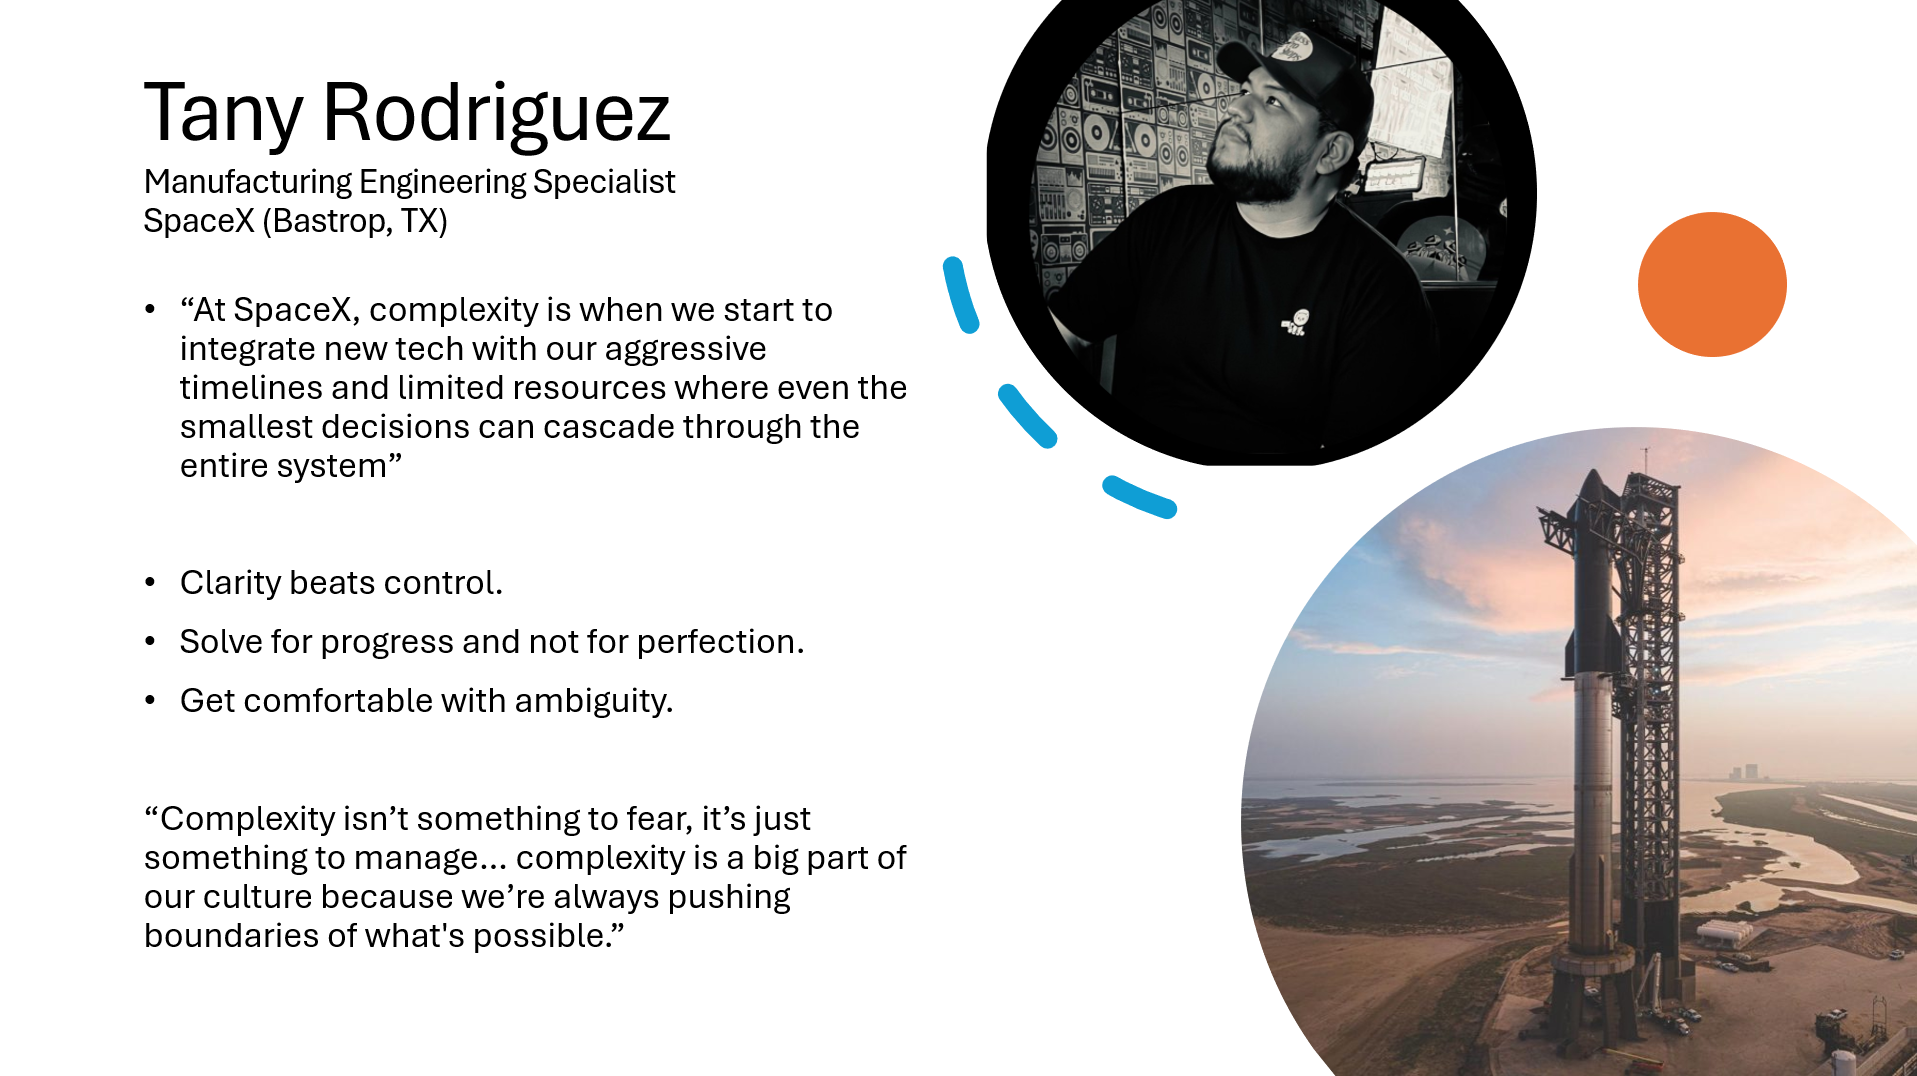 Tany Rodriguez
Manufacturing Engineering Specialist
SpaceX (Bastrop, TX)
• “At SpaceX, complexity is when we start to
integrate new tech with our aggressive
timelines and limited resources where even the
smallest decisions can cascade through the
entire system”
• Clarity beats control.
• Solve for progress and not for perfection.
• Get comfortable with ambiguity.
“Complexity isn’t something to fear, it’s just
something to manage… complexity is a big part of
our culture because we’re always pushing
boundaries of what's possible.”